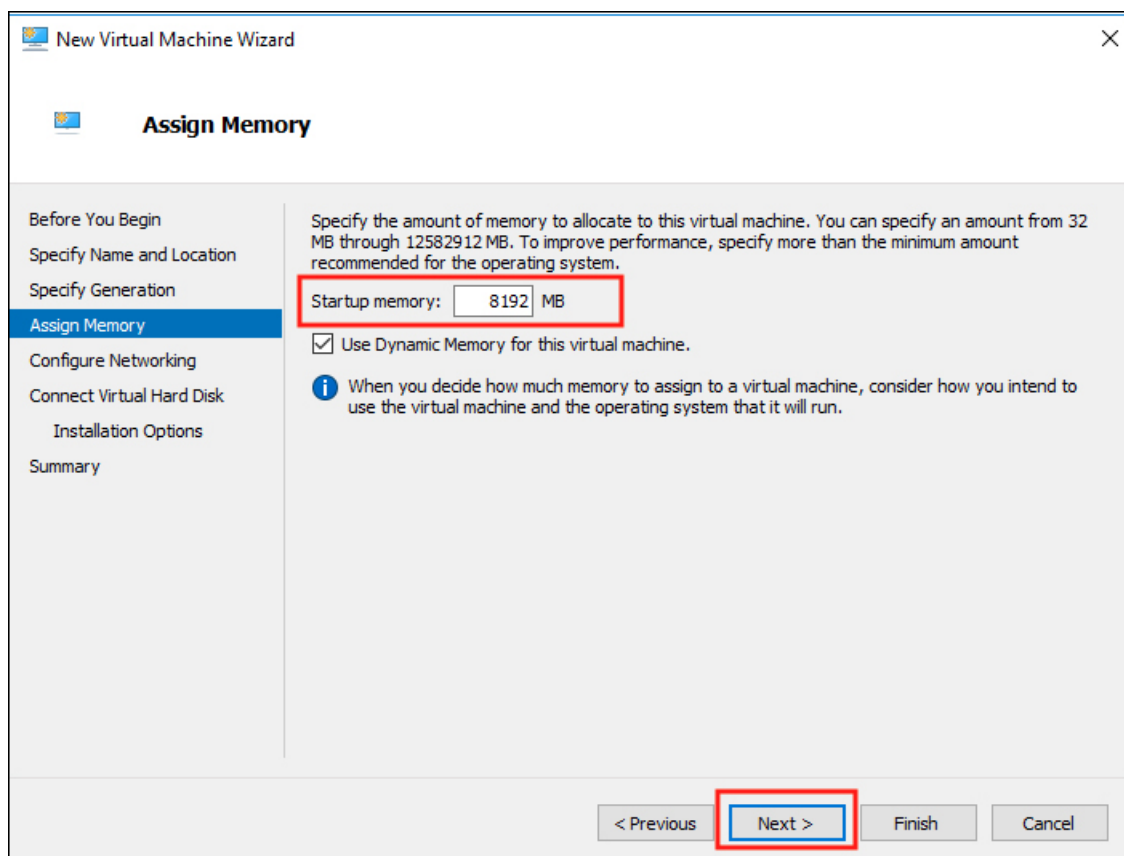 New Virtual Machine Wizard
Assign Memory
Before You Begin
Specify Name and Location
Specify Generation
Assign Memory
Configure Networking
Connect Virtual Hard Disk
Installation Options
Summary
Specify the amount of memory to allocate to this virtual machine. You can specify an amount from 32
MB through 12582912 MB. To improve performance, specify more than the minimum amount
recommended for the operating system.
Startup memory: 8192 MB
Use Dynamic Memory for this virtual machine.
When you decide how much memory to assign to a virtual machine, consider how you intend to
use the virtual machine and the operating system that it will run.
< Previous Next > Finish Cancel